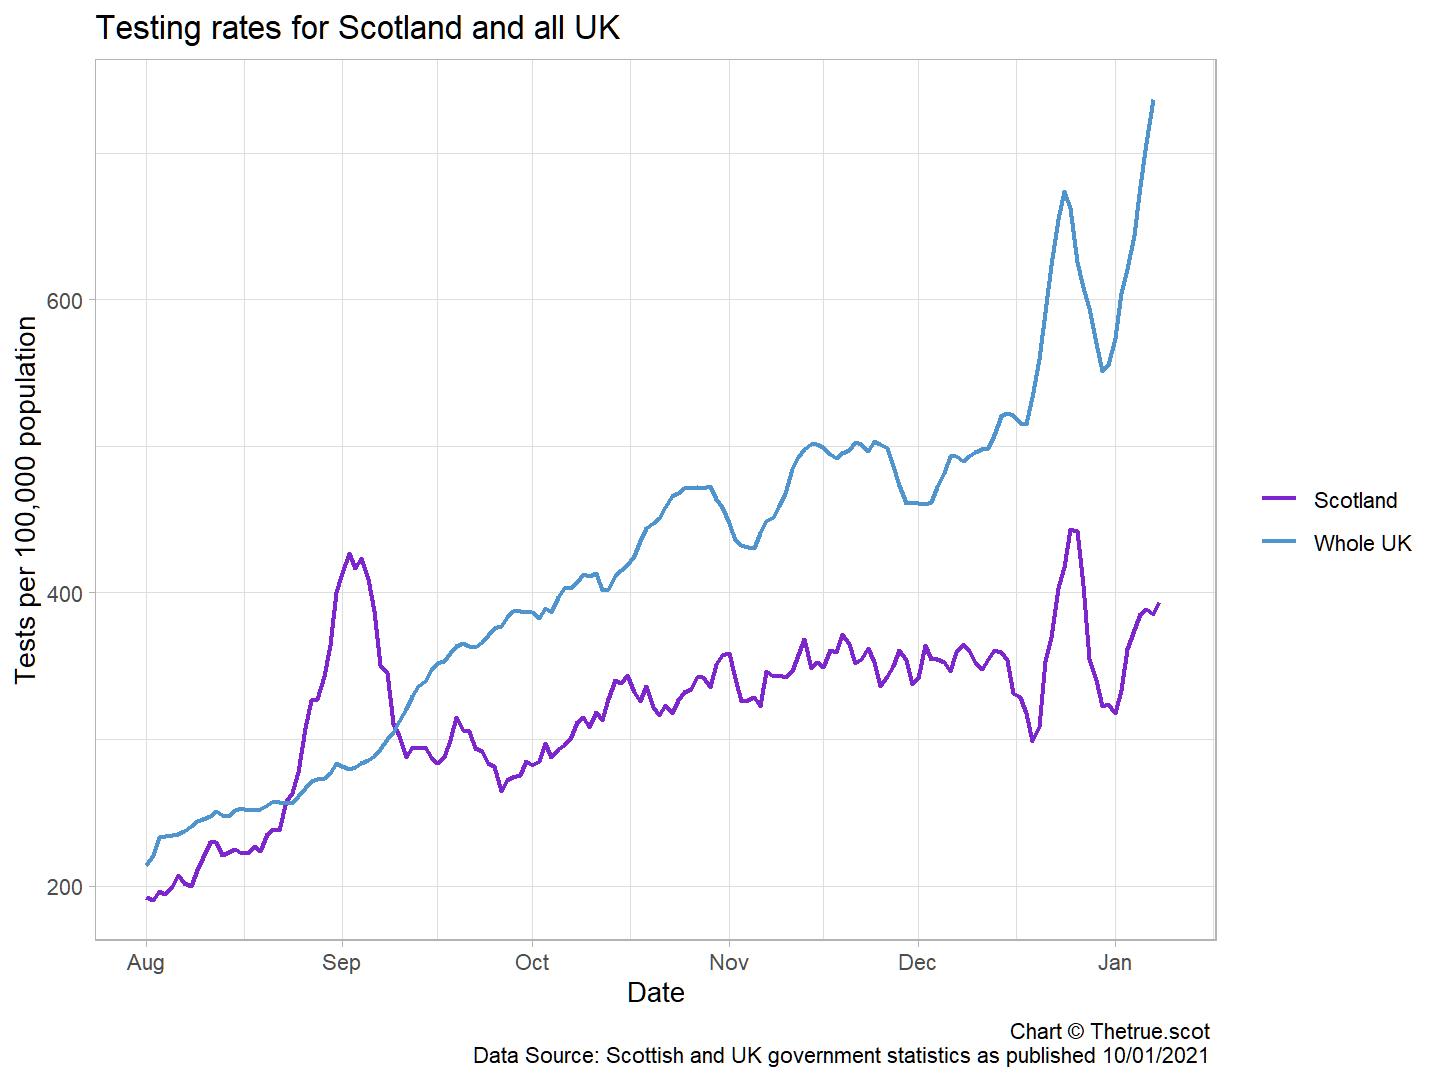 Testing rates for Scotland and all UK
Tests per 100,000 population
600
400
200
Aug Sep Oct Nov Dec Jan
Date
Scotland
Whole UK
Chart © Thetrue.scot
Data Source: Scottish and UK government statistics as published 10/01/2021